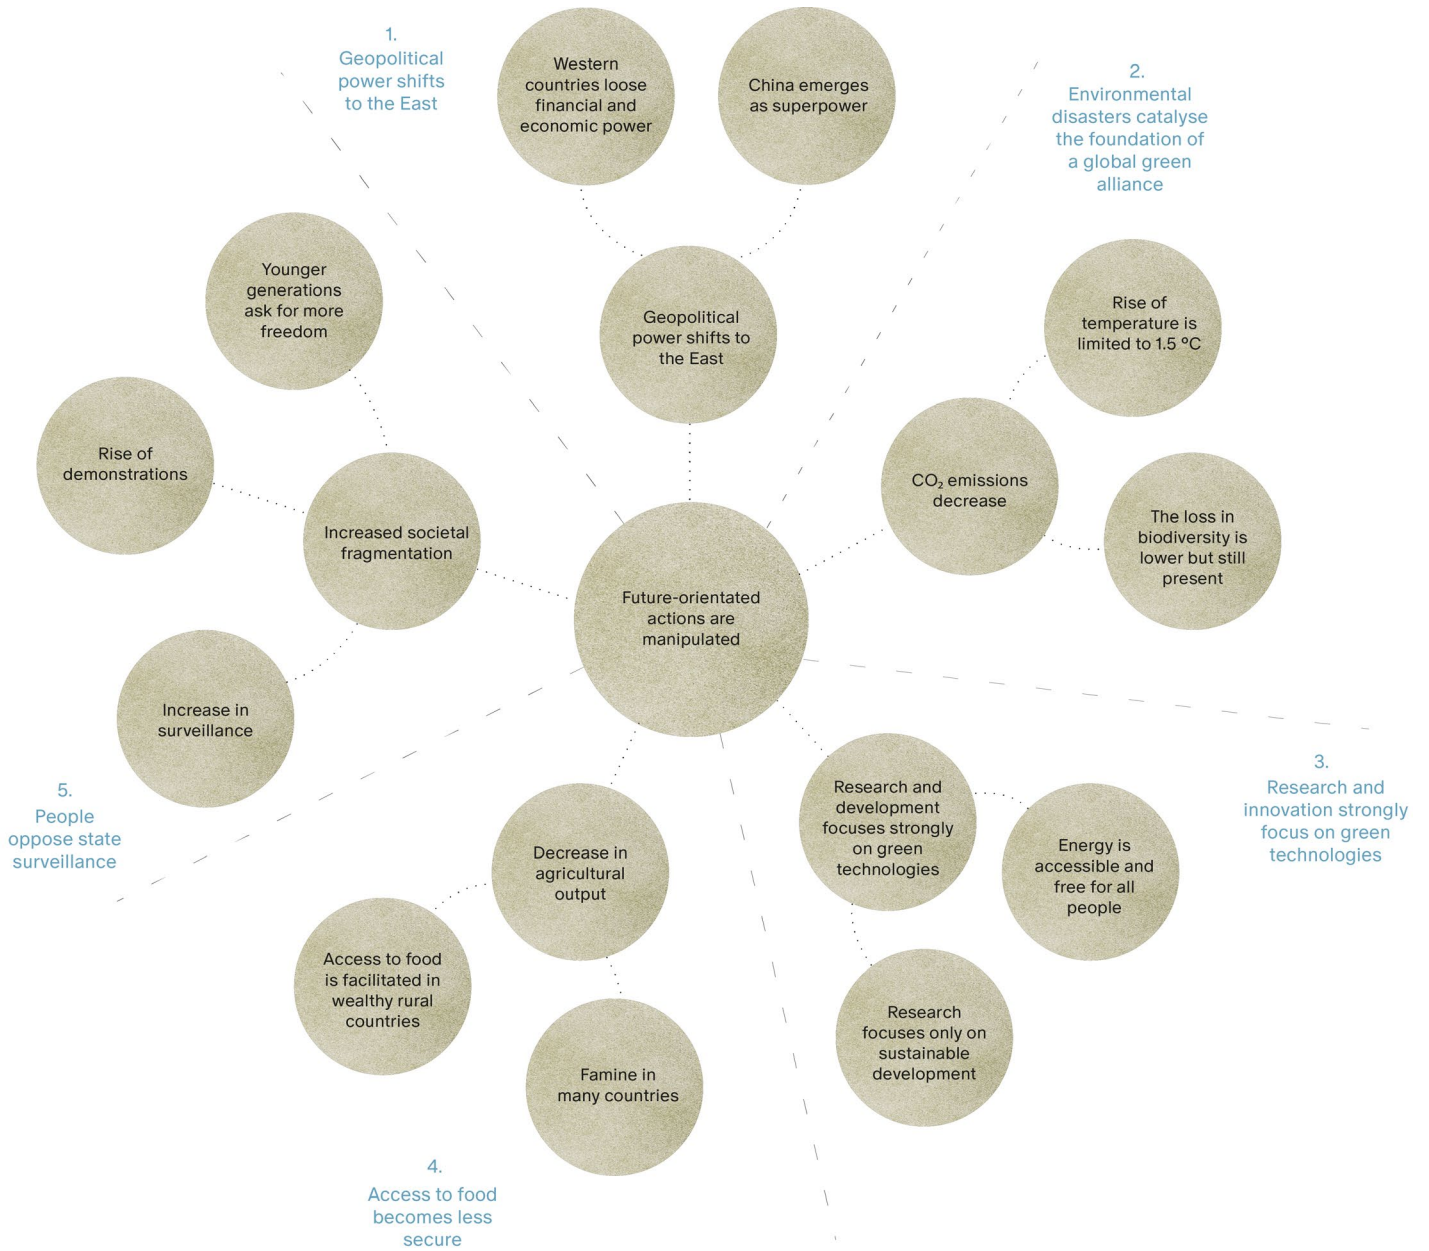 1.
Geopolitical
power shifts
to the East
Western
countries loose
financial and
economic power
China emerges
as superpower
Geopolitical
power shifts to
the East
2.
Environmental
disasters catalyse
the foundation of
a global green
alliance
Rise of
temperature is
limited to 1.5 ºC
CO₂ emissions
decrease
The loss in
biodiversity is
lower but still
present
Younger
generations
ask for more
freedom
Rise of
demonstrations
Increased societal
fragmentation
Increase in
surveillance
5.
People
oppose state
surveillance
Future-orientated
actions are
manipulated
3.
Research and
innovation strongly
focus on green
technologies
Research and
development
focuses strongly
on green
technologies
Energy is
accessible and
free for all
people
Research
focuses only on
sustainable
development
Decrease in
agricultural
output
Access to food
is facilitated in
wealthy rural
countries
Famine in
many countries
4.
Access to food
becomes less
secure